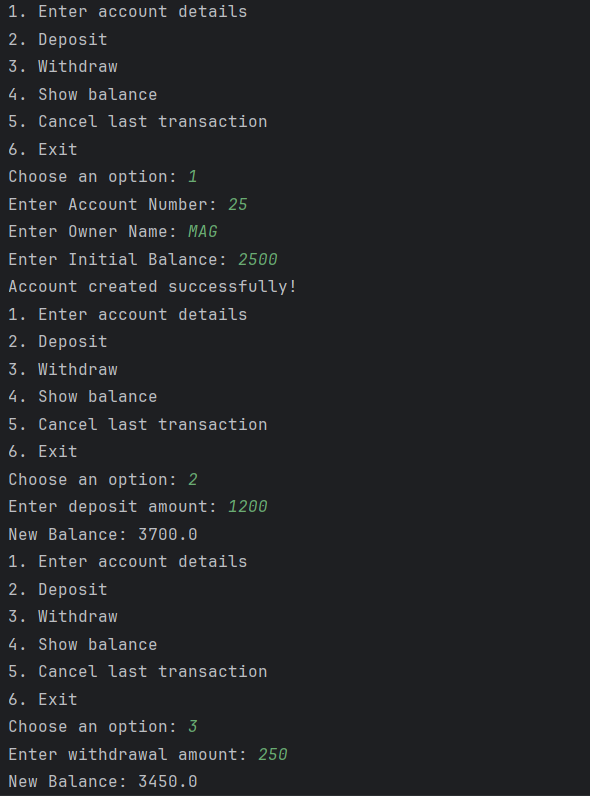 1. Enter account details
2. Deposit
3. Withdraw
4. Show balance
5. Cancel last transaction
6. Exit
Choose an option: 1
Enter Account Number: 25
Enter Owner Name: MAG
Enter Initial Balance: 2500
Account created successfully!
1. Enter account details
2. Deposit
3. Withdraw
4. Show balance
5. Cancel last transaction
6. Exit
Choose an option: 2
Enter deposit amount: 1200
New Balance: 3700.0
1. Enter account details
2. Deposit
3. Withdraw
4. Show balance
5. Cancel last transaction
6. Exit
Choose an option: 3
Enter withdrawal amount: 250
New Balance: 3450.0